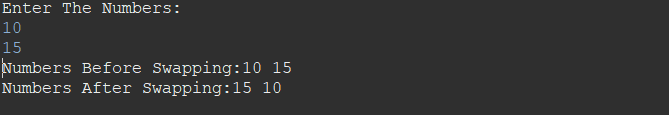 Enter The Numbers:
10
15
Numbers Before Swapping:10 15
Numbers After Swapping:15 10